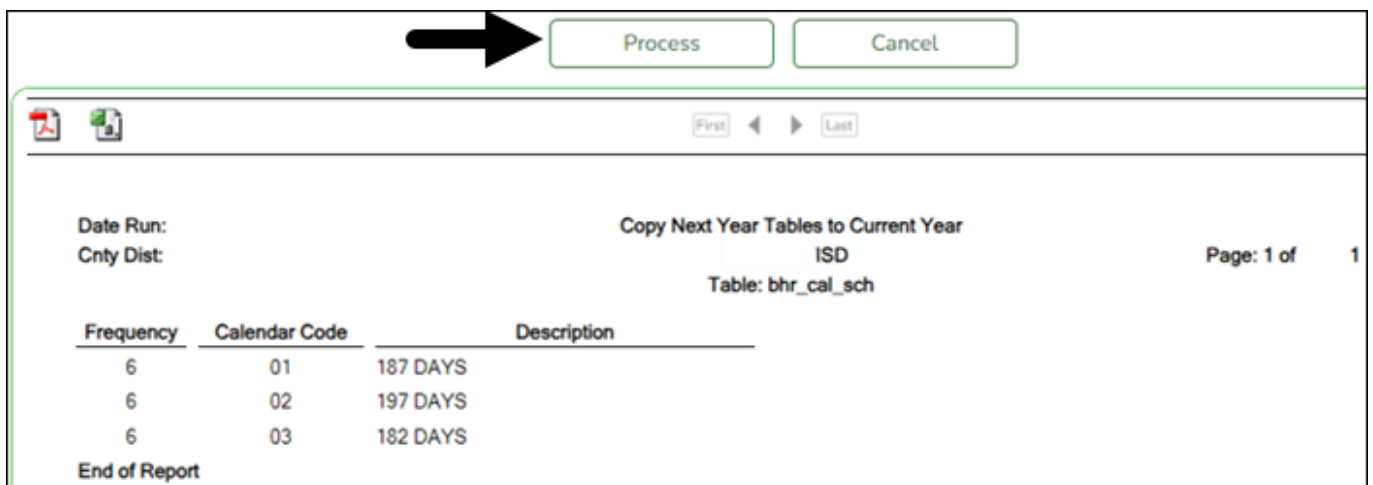 Process Cancel
First Last
Date Run: Copy Next Year Tables to Current Year
Cnty Dist: ISD Page: 1 of 1
Table: bhr_cal_sch
Frequency Calendar Code Description
6 01 187 DAYS
6 02 197 DAYS
6 03 182 DAYS
End of Report